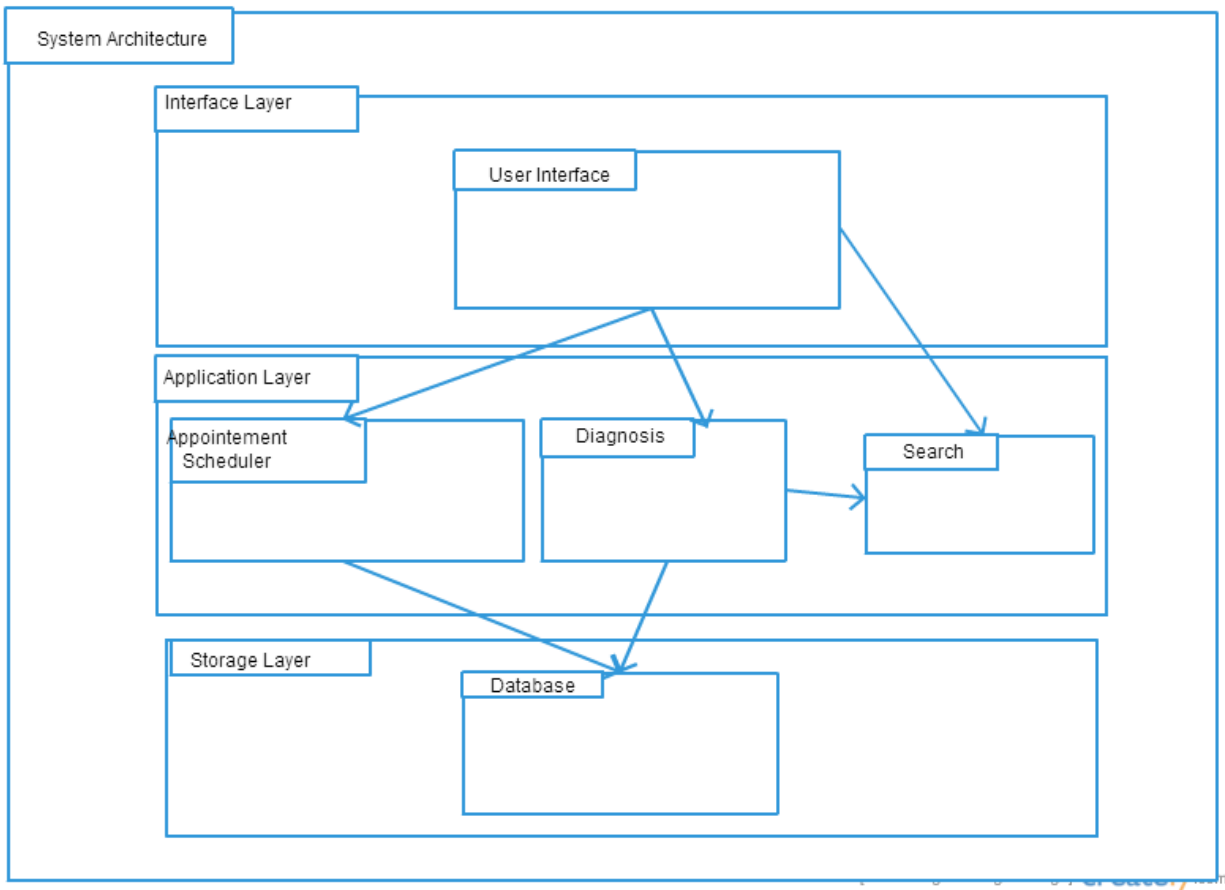 System Architecture
Interface Layer
User Interface
Application Layer
Appointement
Scheduler
Diagnosis
Search
Storage Layer
Database